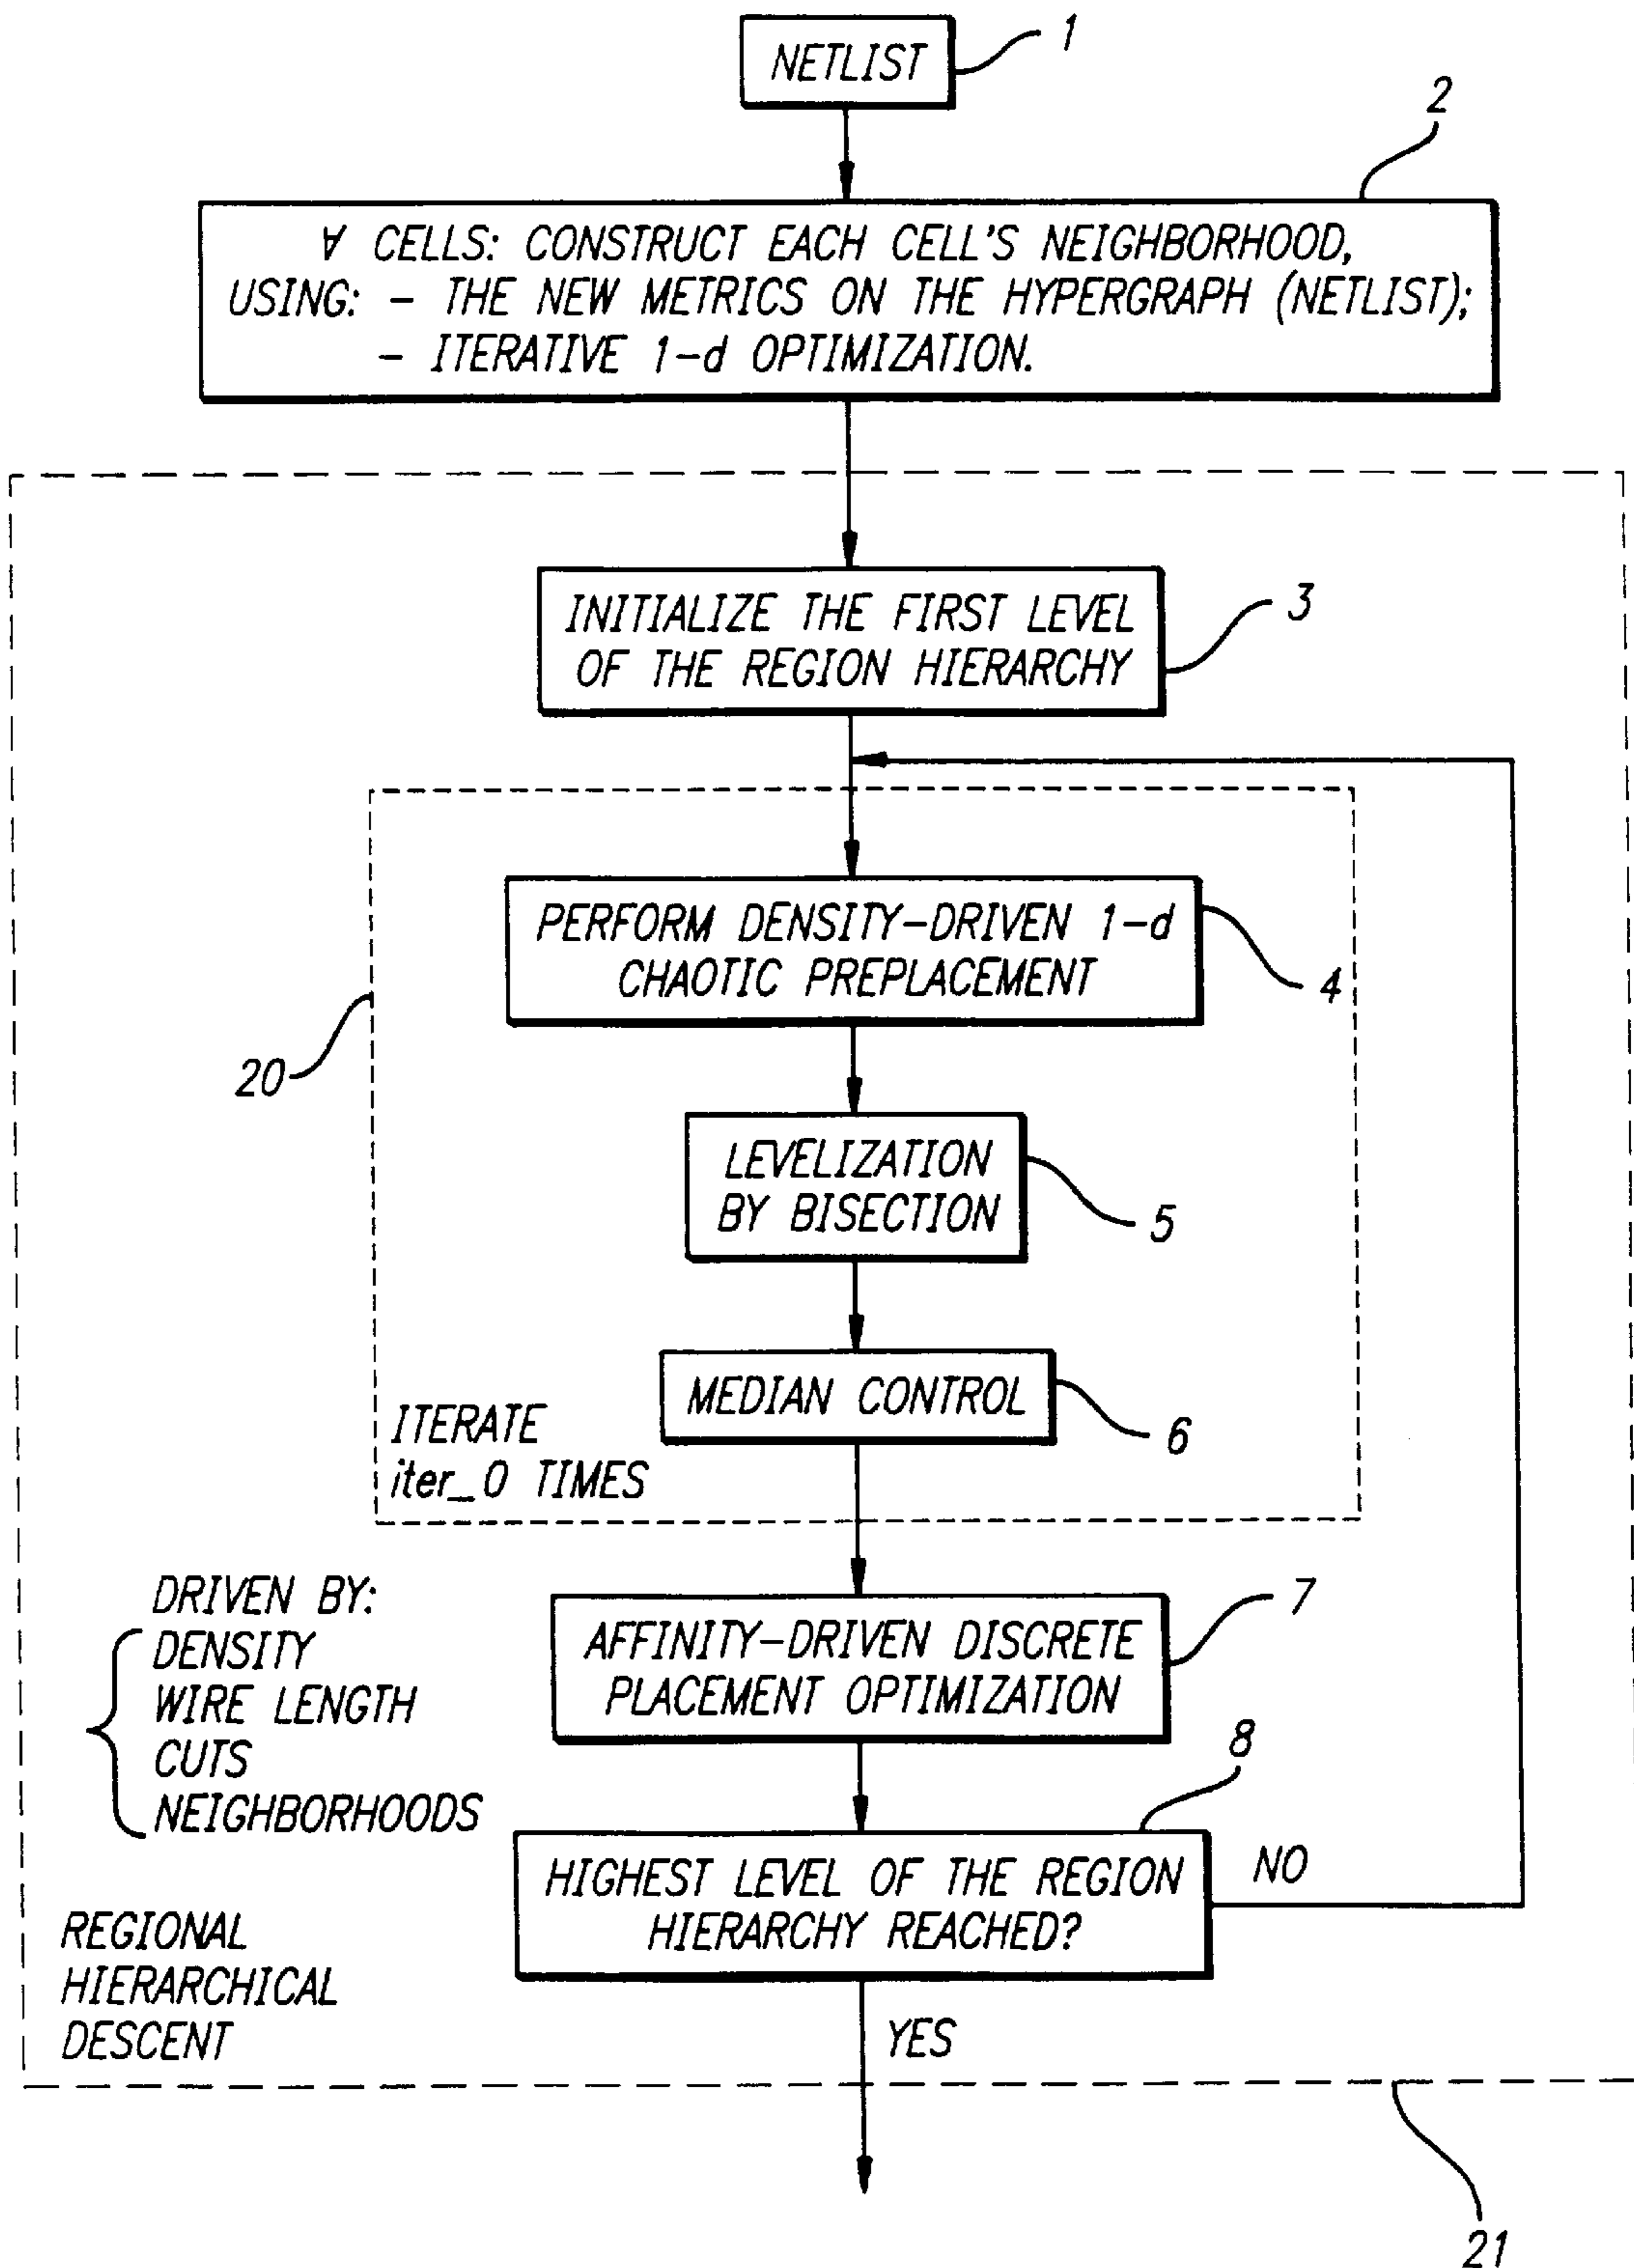 NETLIST
1
2
∀ CELLS: CONSTRUCT EACH CELL'S NEIGHBORHOOD,
USING: – THE NEW METRICS ON THE HYPERGRAPH (NETLIST);
– ITERATIVE 1-d OPTIMIZATION.
INITIALIZE THE FIRST LEVEL
OF THE REGION HIERARCHY
3
PERFORM DENSITY-DRIVEN 1-d
CHAOTIC PREPLACEMENT
4
20
LEVELIZATION
BY BISECTION
5
MEDIAN CONTROL
6
ITERATE
iter_0 TIMES
DRIVEN BY:
DENSITY
WIRE LENGTH
CUTS
NEIGHBORHOODS
AFFINITY-DRIVEN DISCRETE
PLACEMENT OPTIMIZATION
7
8
HIGHEST LEVEL OF THE REGION
HIERARCHY REACHED?
NO
REGIONAL
HIERARCHICAL
DESCENT
YES
21